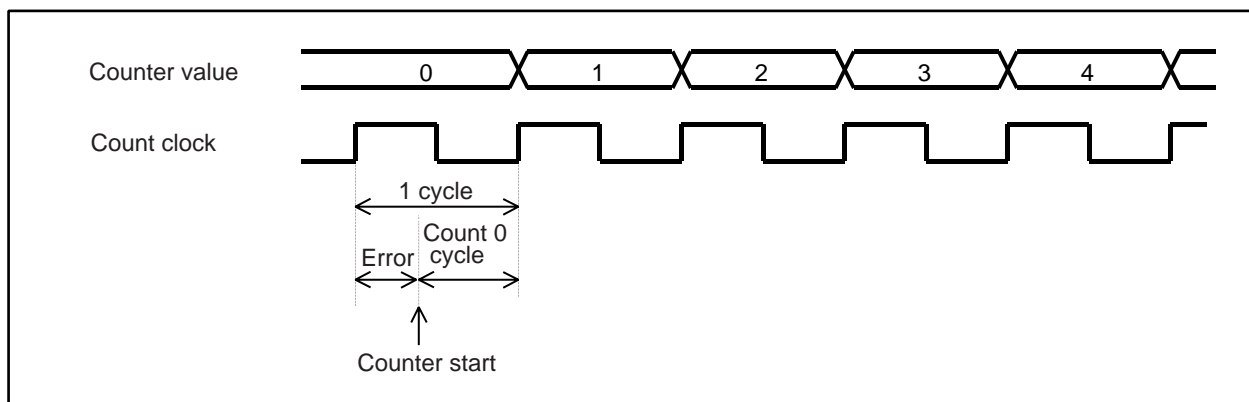 Counter value 0 1 2 3 4
Count clock
1 cycle
Count 0
Error cycle
Counter start